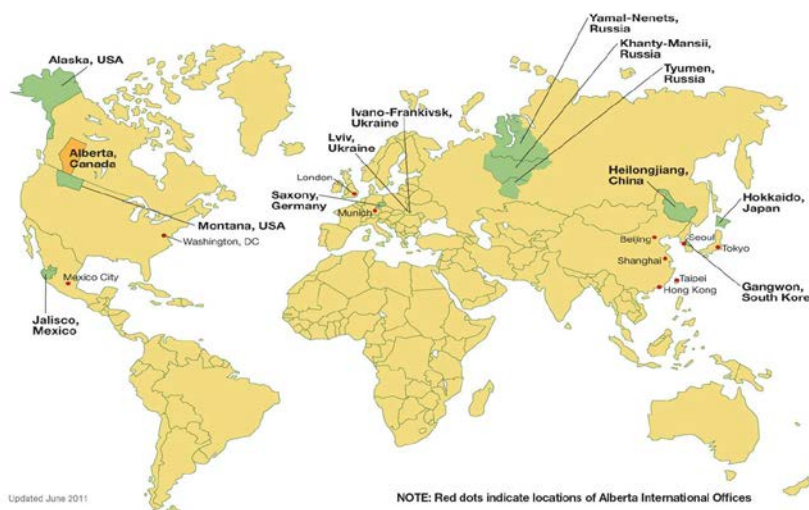 Yamal-Nenets,
Russia
Khanty-Mansii,
Russia
Tyumen,
Russia
Alaska, USA
Ivano-Frankivsk,
Ukraine
Lviv,
Ukraine
Alberta,
Canada
London
Heilongjiang,
China
Saxony,
Germany
Hokkaido,
Japan
Munich
Montana, USA
Washington, DC
Beijing
Seoul
Tokyo
Shanghai
Mexico City
Taipei
Hong Kong
Gangwon,
South Kore
Jalisco,
Mexico
Updated June 2011
NOTE: Red dots indicate locations of Alberta International Offices